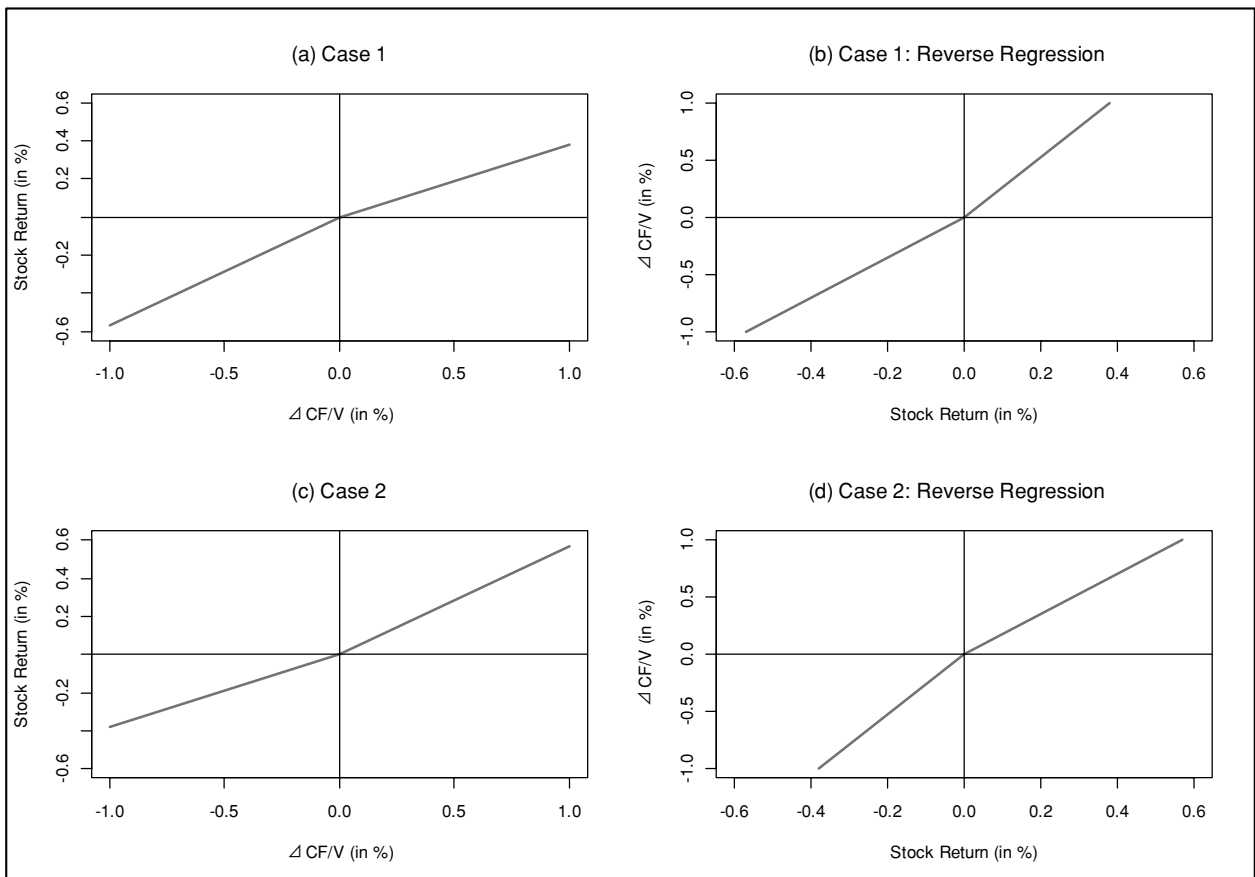 (a) Case 1
Stock Return (in %)
0.6
0.4
0.2
-0.2
-0.6
-1.0 -0.5 0.0 0.5 1.0
⊿ CF/V (in %)
(b) Case 1: Reverse Regression
⊿ CF/V (in %)
1.0
0.5
0.0
-0.5
-1.0
-0.6 -0.4 -0.2 0.0 0.2 0.4 0.6
Stock Return (in %)
(c) Case 2
Stock Return (in %)
0.6
0.4
0.2
-0.2
-0.6
-1.0 -0.5 0.0 0.5 1.0
⊿ CF/V (in %)
(d) Case 2: Reverse Regression
⊿ CF/V (in %)
1.0
0.5
0.0
-0.5
-1.0
-0.6 -0.4 -0.2 0.0 0.2 0.4 0.6
Stock Return (in %)